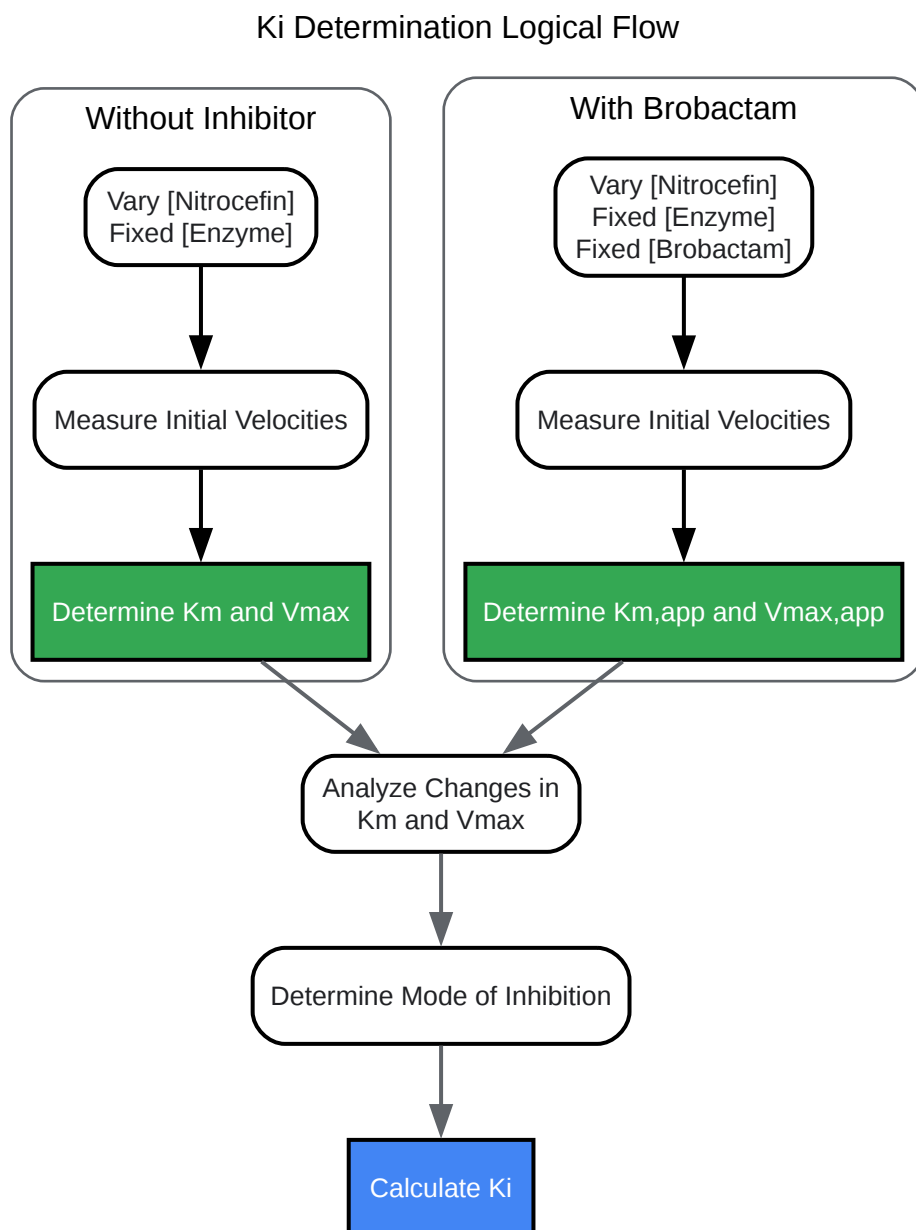 Ki Determination Logical Flow
Without Inhibitor
Vary [Nitrocefin]
Fixed [Enzyme]
Measure Initial Velocities
Determine Km and Vmax
With Brobactam
Vary [Nitrocefin]
Fixed [Enzyme]
Fixed [Brobactam]
Measure Initial Velocities
Determine Km,app and Vmax,app
Analyze Changes in
Km and Vmax
Determine Mode of Inhibition
Calculate Ki